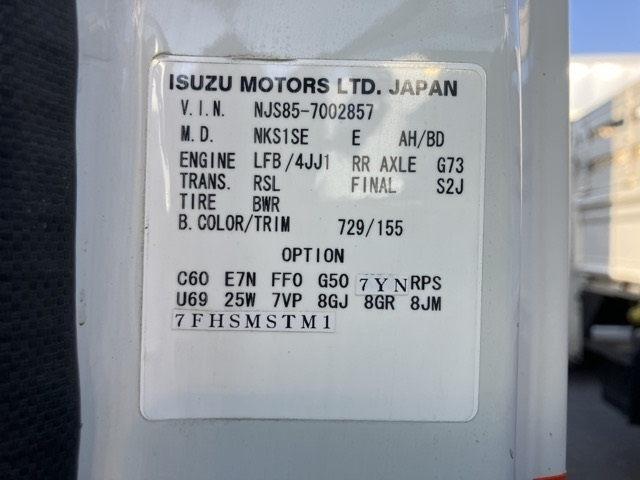 ISUZU MOTORS LTD. JAPAN
V.I.N. NJS85-7002857
M.D. NKS1SE E AH/BD
ENGINE LFB/4JJ1 RR AXLE G73
TRANS. RSL FINAL S2J
TIRE BWR
B.COLOR/TRIM 729/155
OPTION
C60 E7N FF0 G50 7YN RPS
U69 25W 7VP 8GJ 8GR 8JM
7FHSMSTM1